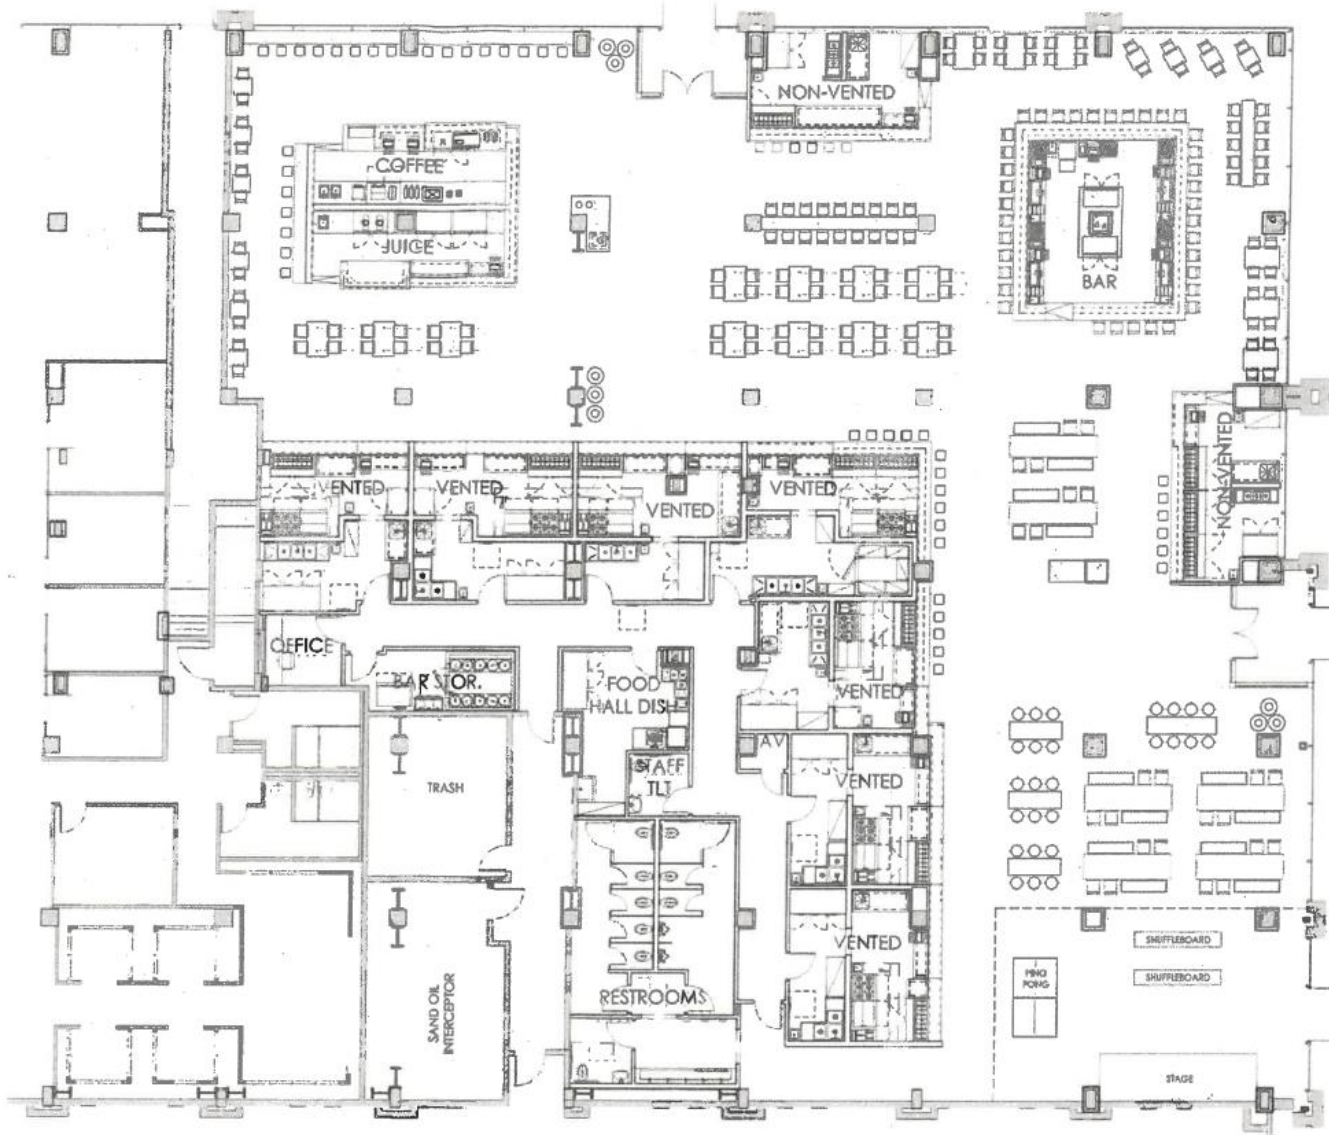 NON-VENTED
COFFEE
JUICE
BAR
VENTED
VENTED
VENTED
VENTED
NON-VENTED
OFFICE
BAR STOR.
FOOD
HALL DISH
VENTED
AV
STAFF
TLT
VENTED
TRASH
VENTED
RESTROOMS
SAND OIL
INTERCEPTOR
SHUFFLEBOARD
SHUFFLEBOARD
PING
PONG
STAGE